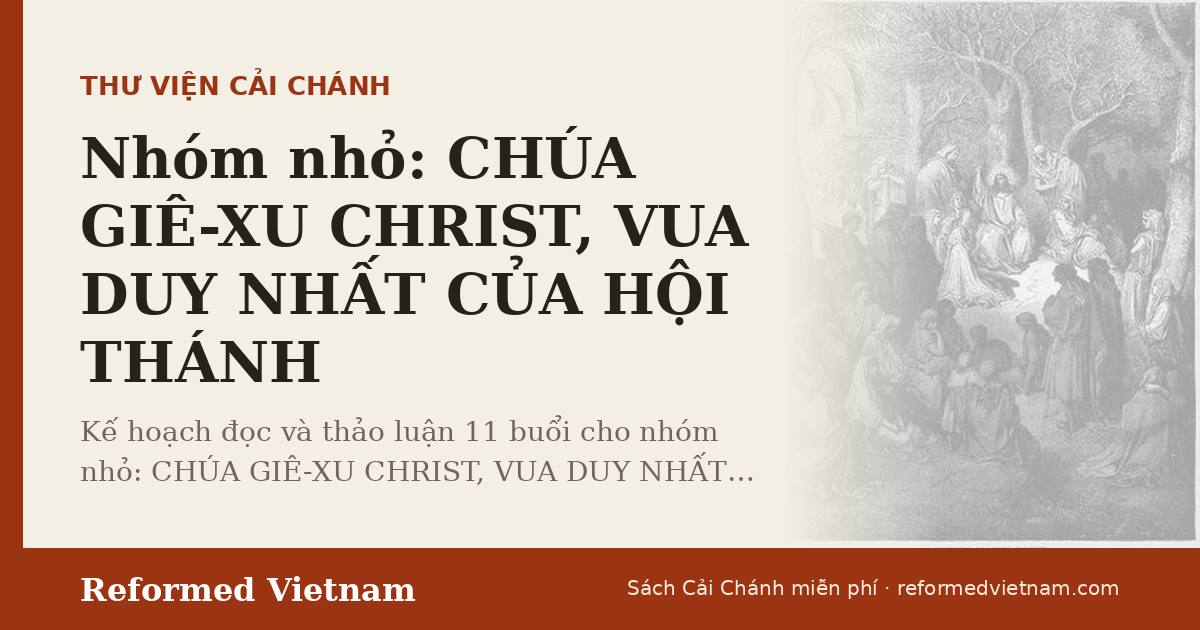 THƯ VIỆN CẢI CHÁNH
Nhóm nhỏ: CHÚA
GIÊ-XU CHRIST, VUA
DUY NHẤT CỦA HỘI
THÁNH
Kế hoạch đọc và thảo luận 11 buổi cho nhóm
nhỏ: CHÚA GIÊ-XU CHRIST, VUA DUY NHẤT…
Reformed Vietnam
Sách Cải Chánh miễn phí · reformedvietnam.com